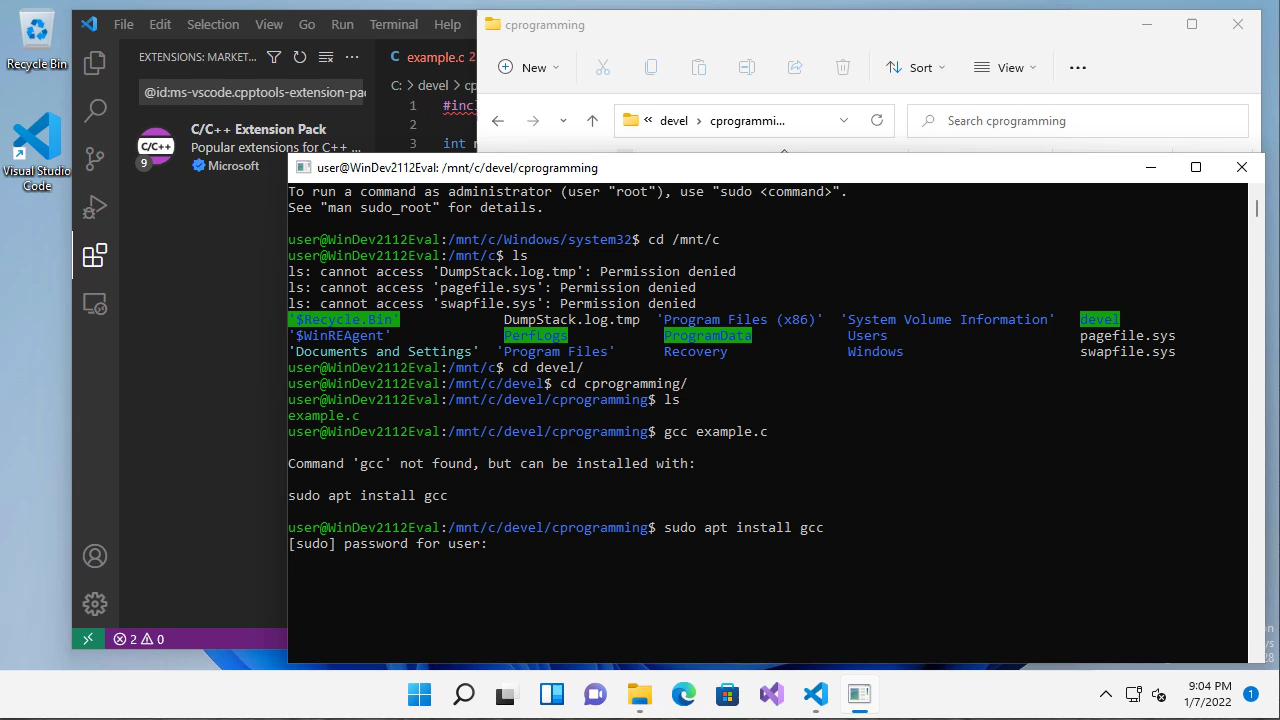 Recycle Bin
Visual Studio
Code
File Edit Selection View Go Run Terminal Help
EXTENSIONS: MARKET...
@id:ms-vscode.cpptools-extension-pa
C/C++
9
C/C++ Extension Pack
Popular extensions for C++ ...
Microsoft
example.c 2
C: > devel > cp
1 #incl
2
3 int
cprogramming
New
Sort
View
devel > cprogrammi...
Search cprogramming
user@WinDev2112Eval: /mnt/c/devel/cprogramming
To run a command as administrator (user "root"), use "sudo <command>".
See "man sudo_root" for details.
user@WinDev2112Eval:/mnt/c/Windows/system32$ cd /mnt/c
user@WinDev2112Eval:/mnt/c$ ls
ls: cannot access 'DumpStack.log.tmp': Permission denied
ls: cannot access 'pagefile.sys': Permission denied
ls: cannot access 'swapfile.sys': Permission denied
'$Recycle.Bin' DumpStack.log.tmp 'Program Files (x86)' 'System Volume Information' devel
'$WinREAgent' PerfLogs ProgramData Users pagefile.sys
'Documents and Settings' 'Program Files' Recovery Windows swapfile.sys
user@WinDev2112Eval:/mnt/c$ cd devel/
user@WinDev2112Eval:/mnt/c/devel$ cd cprogramming/
user@WinDev2112Eval:/mnt/c/devel/cprogramming$ ls
example.c
user@WinDev2112Eval:/mnt/c/devel/cprogramming$ gcc example.c
Command 'gcc' not found, but can be installed with:
sudo apt install gcc
user@WinDev2112Eval:/mnt/c/devel/cprogramming$ sudo apt install gcc
[sudo] password for user:
2 0
9:04 PM
1/7/2022
1